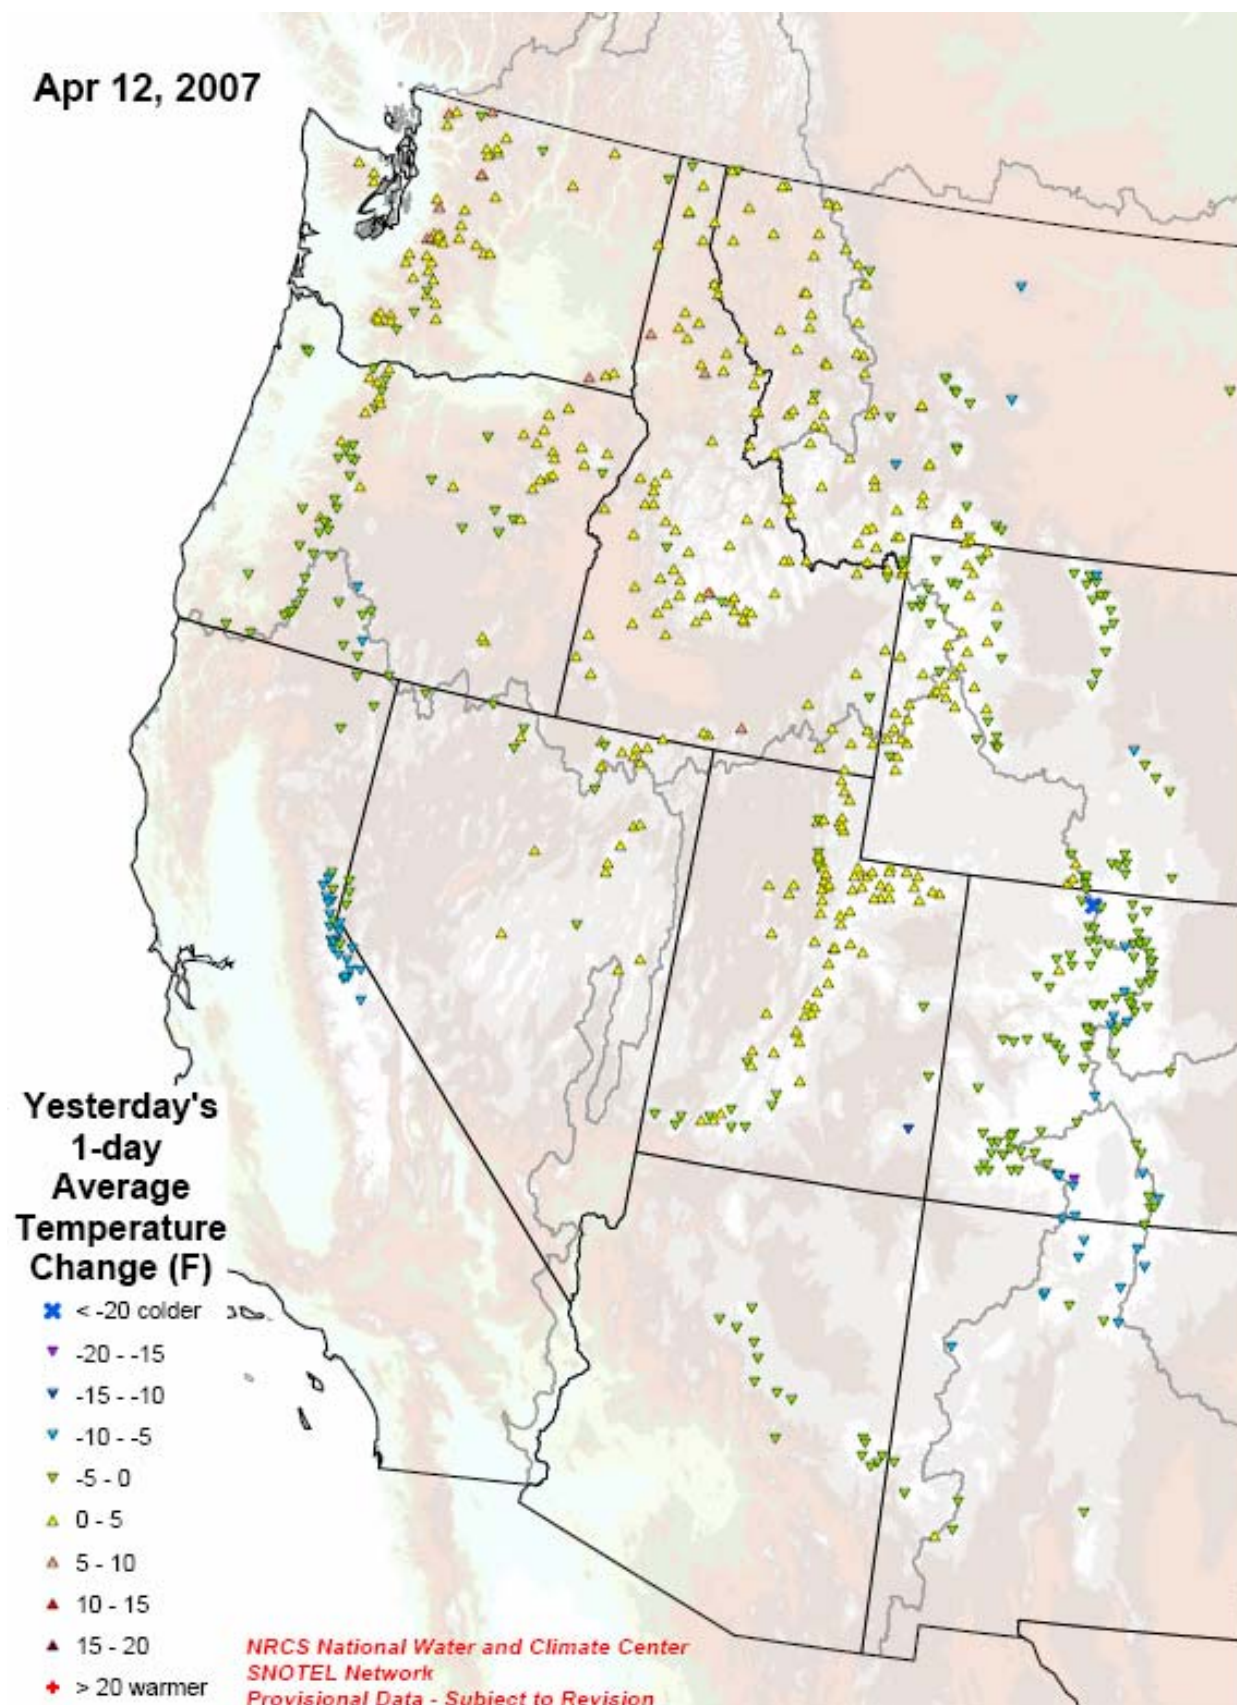 Apr 12, 2007
Yesterday's
1-day
Average
Temperature
Change (F)
< -20 colder
-20 - -15
-15 - -10
-10 - -5
-5 - 0
0 - 5
5 - 10
10 - 15
15 - 20
> 20 warmer
NRCS National Water and Climate Center
SNOTEL Network
Provisional Data - Subject to Revision